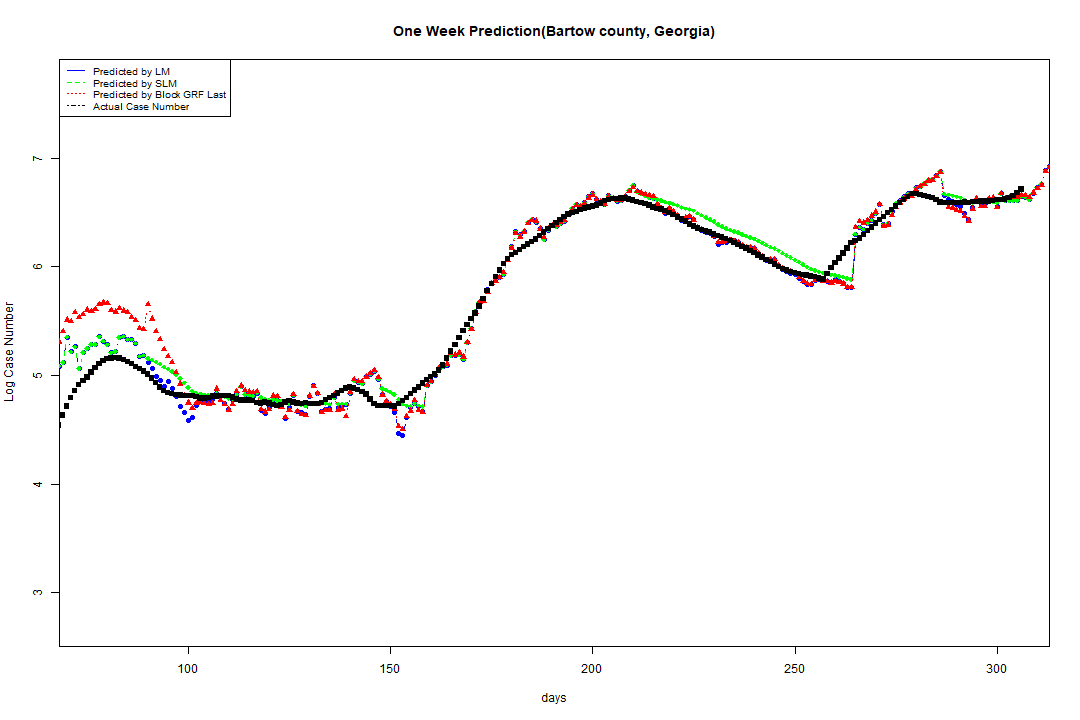 One Week Prediction(Bartow county, Georgia)
Predicted by LM
Predicted by SLM
Predicted by Block GRF Last
Actual Case Number
Log Case Number
7
6
5
4
3
100
150
200
250
300
days